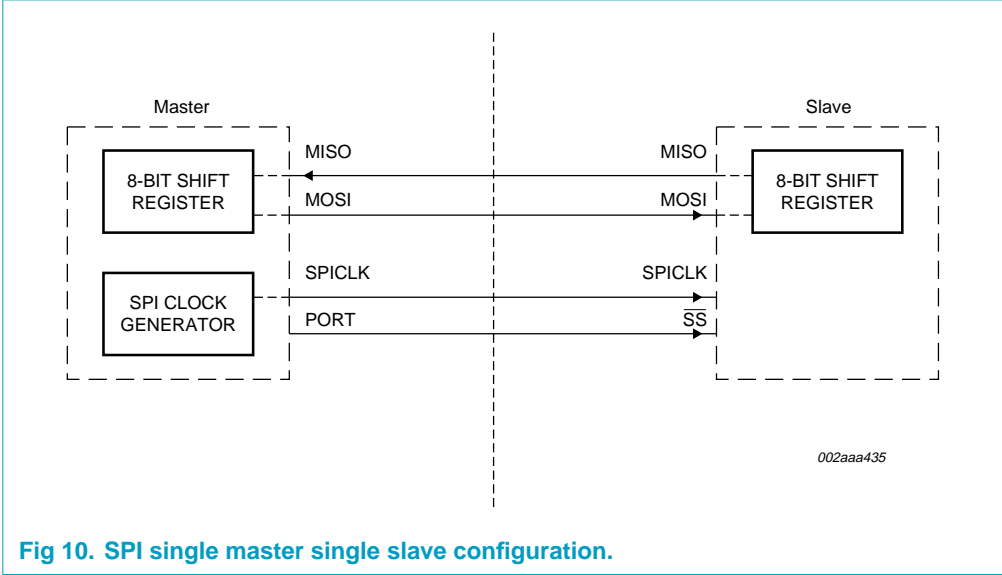 Master
Slave
MISO
MISO
8-BIT SHIFT
REGISTER
8-BIT SHIFT
REGISTER
MOSI
MOSI
SPICLK
SPICLK
SPI CLOCK
GENERATOR
PORT
S̅S̅
002aaa435
Fig 10. SPI single master single slave configuration.